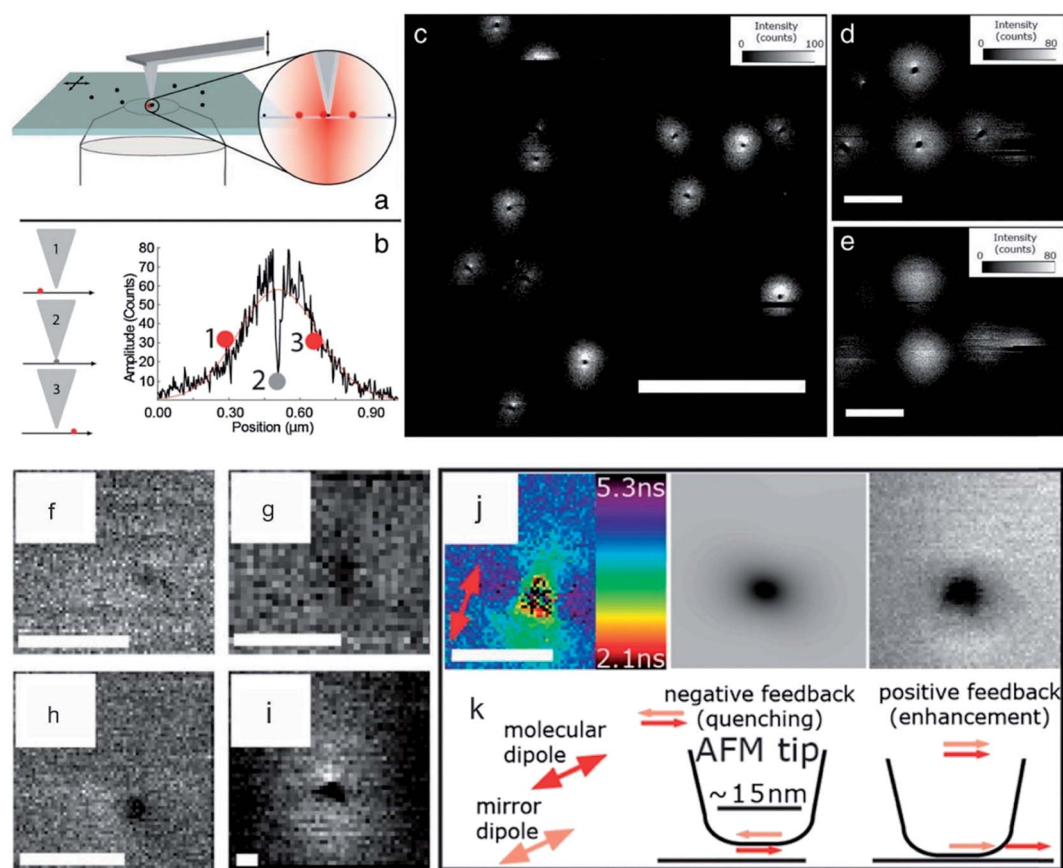 a
b
1
2
3
Amplitude (Counts)
80
70
60
50
40
30
20
10
0.00
0.30
0.60
0.90
Position (μm)
1
2
3
c
Intensity
(counts)
0
100
d
Intensity
(counts)
0
80
e
Intensity
(counts)
0
80
f
g
h
i
j
5.3ns
2.1ns
k
molecular
dipole
mirror
dipole
negative feedback
(quenching)
AFM tip
~15nm
positive feedback
(enhancement)